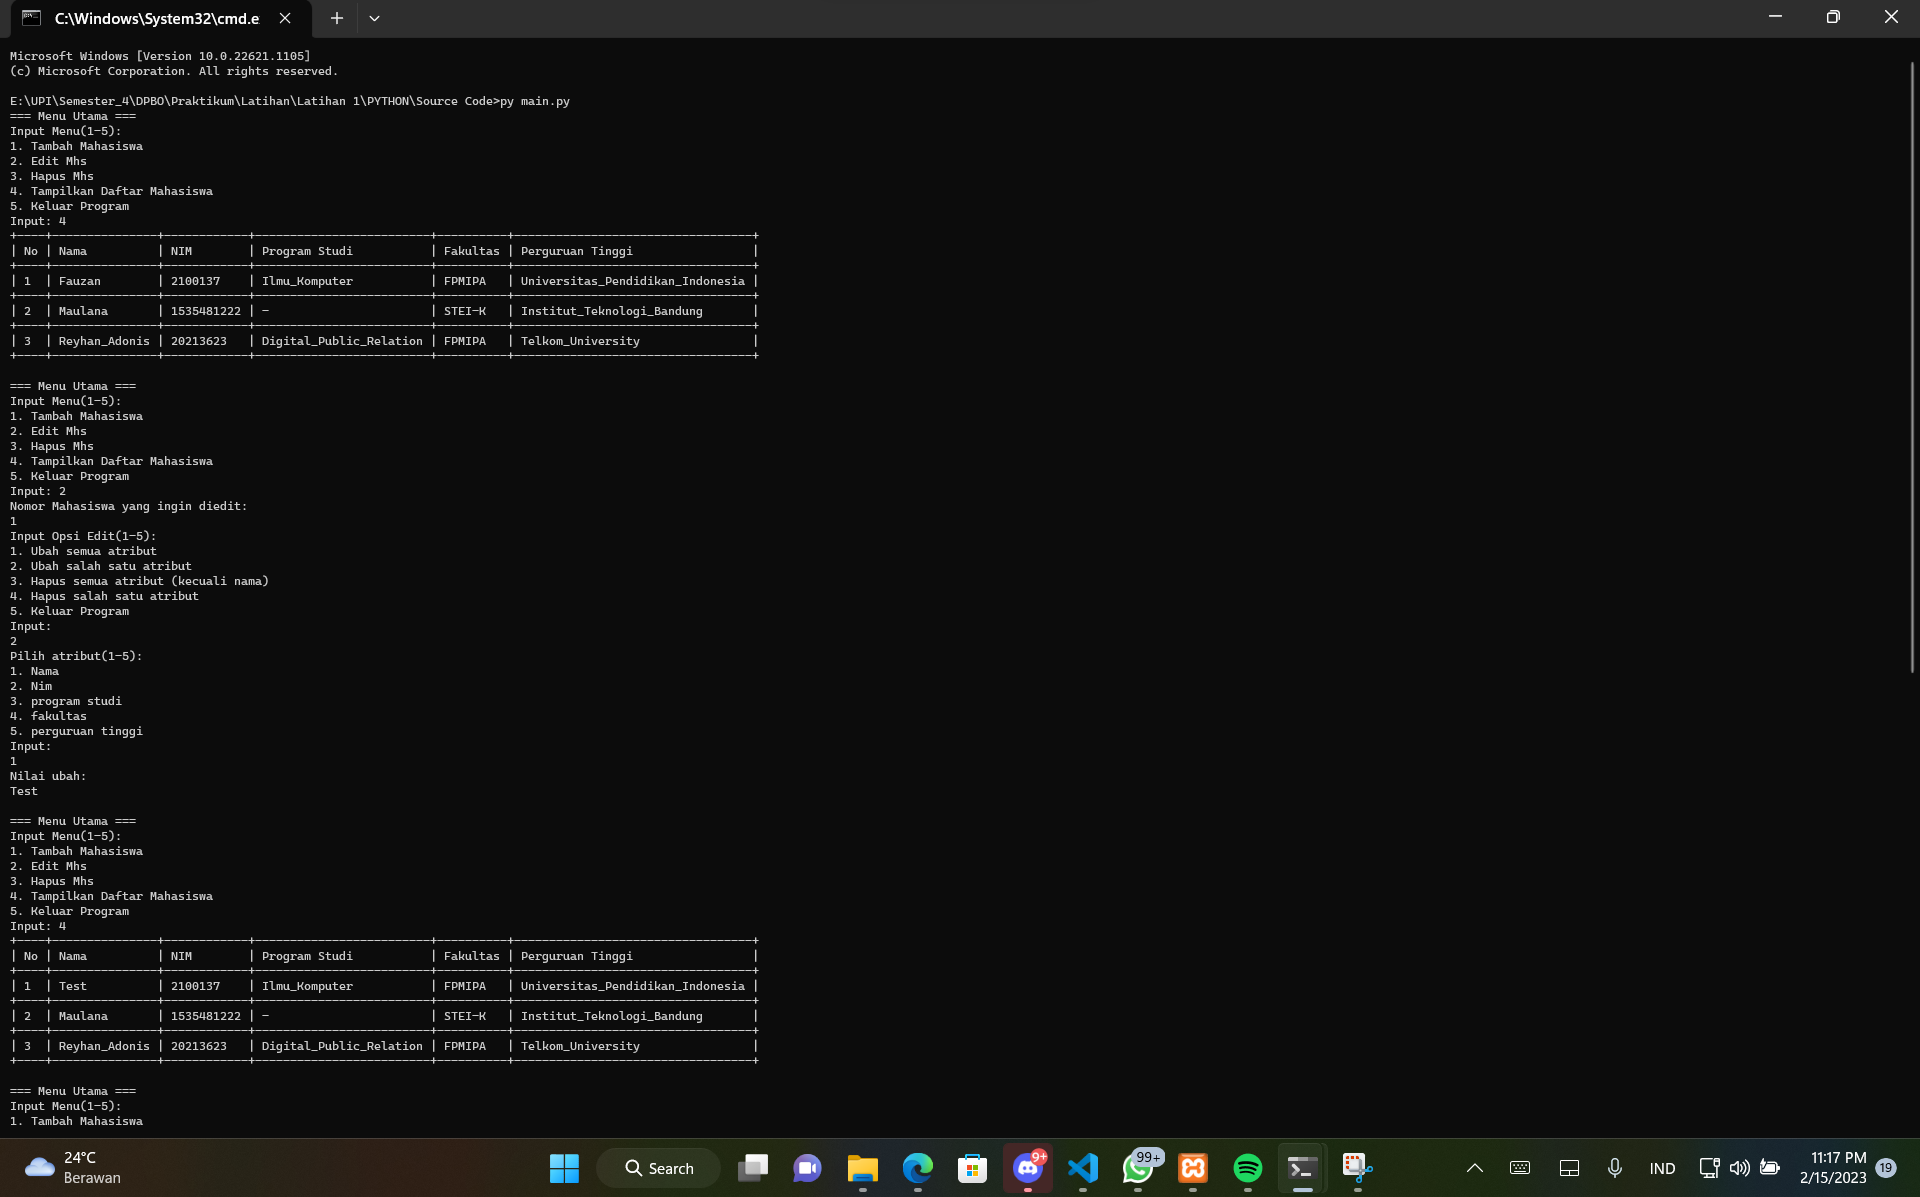 C:\Windows\System32\cmd.e
Microsoft Windows [Version 10.0.22621.1105]
(c) Microsoft Corporation. All rights reserved.
E:\UPI\Semester_4\DPBO\Praktikum\Latihan\Latihan 1\PYTHON\Source Code>py main.py
=== Menu Utama ===
Input Menu(1-5):
1. Tambah Mahasiswa
2. Edit Mhs
3. Hapus Mhs
4. Tampilkan Daftar Mahasiswa
5. Keluar Program
Input: 4
| No | Nama | NIM | Program Studi | Fakultas | Perguruan Tinggi |
| 1 | Fauzan | 2100137 | Ilmu_Komputer | FPMIPA | Universitas_Pendidikan_Indonesia |
| 2 | Maulana | 1535481222 | - | STEI-K | Institut_Teknologi_Bandung |
| 3 | Reyhan_Adonis | 20213623 | Digital_Public_Relation | FPMIPA | Telkom_University |
=== Menu Utama ===
Input Menu(1-5):
1. Tambah Mahasiswa
2. Edit Mhs
3. Hapus Mhs
4. Tampilkan Daftar Mahasiswa
5. Keluar Program
Input: 2
Nomor Mahasiswa yang ingin diedit:
1
Input Opsi Edit(1-5):
1. Ubah semua atribut
2. Ubah salah satu atribut
3. Hapus semua atribut (kecuali nama)
4. Hapus salah satu atribut
5. Keluar Program
Input:
2
Pilih atribut(1-5):
1. Nama
2. Nim
3. program studi
4. fakultas
5. perguruan tinggi
Input:
1
Nilai ubah:
Test
=== Menu Utama ===
Input Menu(1-5):
1. Tambah Mahasiswa
2. Edit Mhs
3. Hapus Mhs
4. Tampilkan Daftar Mahasiswa
5. Keluar Program
Input: 4
| No | Nama | NIM | Program Studi | Fakultas | Perguruan Tinggi |
| 1 | Test | 2100137 | Ilmu_Komputer | FPMIPA | Universitas_Pendidikan_Indonesia |
| 2 | Maulana | 1535481222 | - | STEI-K | Institut_Teknologi_Bandung |
| 3 | Reyhan_Adonis | 20213623 | Digital_Public_Relation | FPMIPA | Telkom_University |
=== Menu Utama ===
Input Menu(1-5):
1. Tambah Mahasiswa
24°C
Berawan
Search
9+
99+
IND
11:17 PM
2/15/2023
19